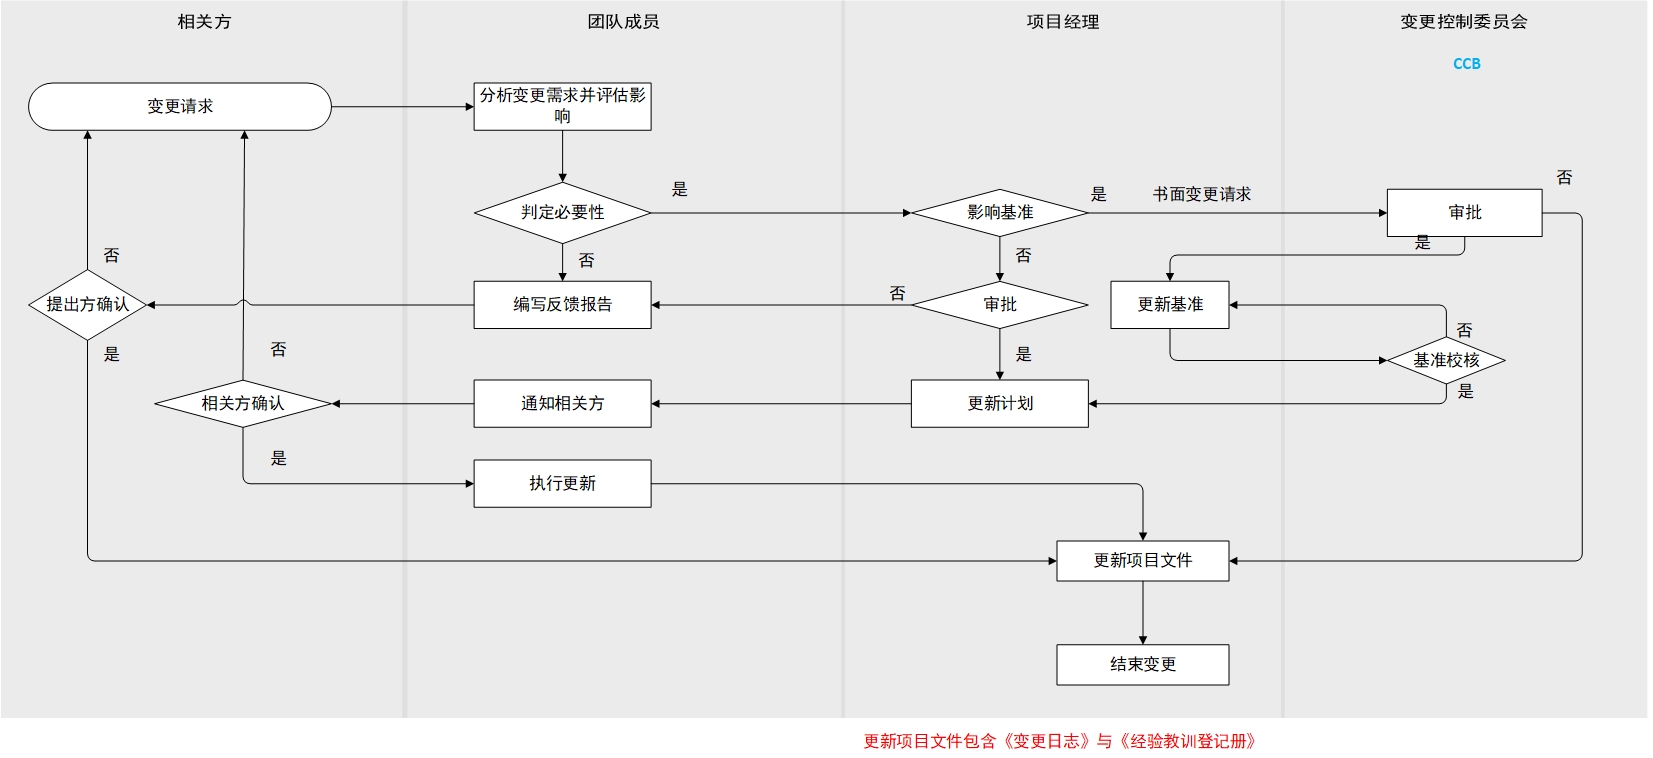 相关方
团队成员
项目经理
变更控制委员会
CCB
变更请求
分析变更需求并评估影
响
否
是
是
书面变更请求
判定必要性
影响基准
审批
是
否
否
否
提出方确认
编写反馈报告
否
审批
更新基准
否
是
否
是
基准校核
是
相关方确认
通知相关方
更新计划
是
执行更新
更新项目文件
结束变更
更新项目文件包含《变更日志》与《经验教训登记册》